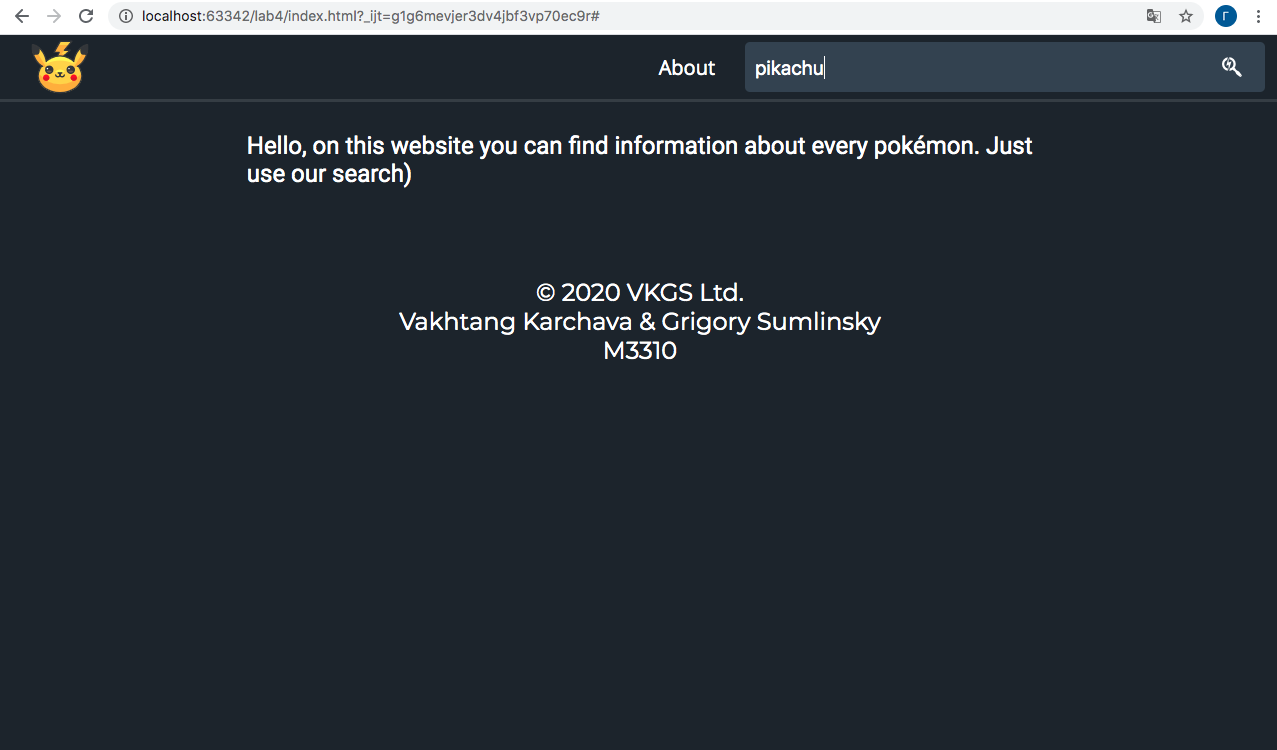 localhost:63342/lab4/index.html?_ijt=g1g6mevjer3dv4jbf3vp70ec9r#
Г
About
pikachu
Hello, on this website you can find information about every pokémon. Just
use our search)
© 2020 VKGS Ltd.
Vakhtang Karchava & Grigory Sumlinsky
M3310